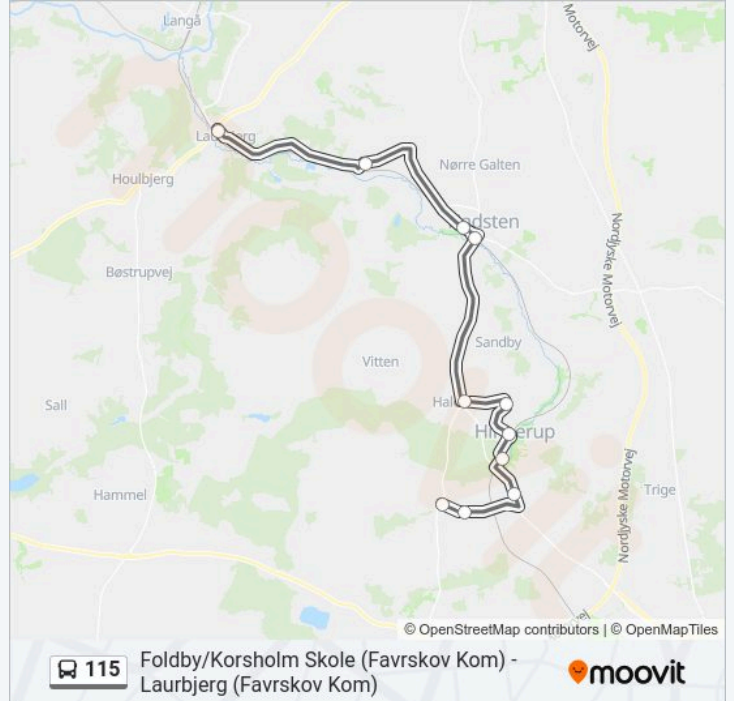 Langå
Motorvej
Nørre Galten
Houlbjerg
Nordjyske Motorvej
Bøstrupvej
Sandby
Vitten
Sall
Hammel
Trige
Nordjyske Motorvej
© OpenStreetMap contributors | © OpenMapTiles
115
Foldby/Korsholm Skole (Favrskov Kom) -
Laurbjerg (Favrskov Kom)
moovit